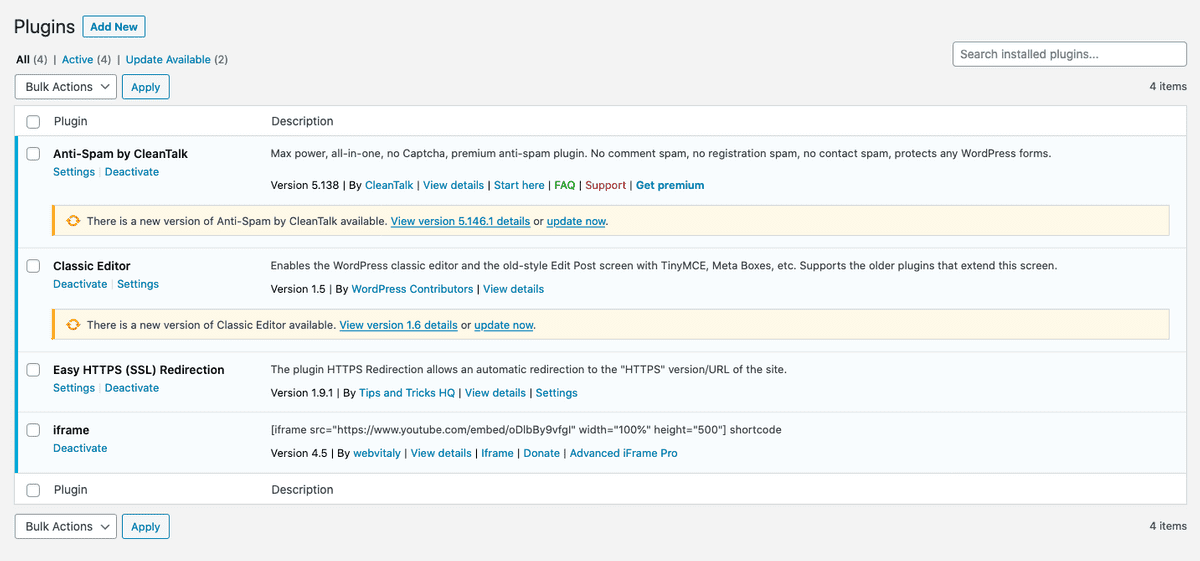 Plugins Add New
All (4) | Active (4) | Update Available (2)
Search installed plugins...
Bulk Actions Apply
4 items
Plugin Description
Anti-Spam by CleanTalk Max power, all-in-one, no Captcha, premium anti-spam plugin. No comment spam, no registration spam, no contact spam, protects any WordPress forms.
Settings | Deactivate
Version 5.138 | By CleanTalk | View details | Start here | FAQ | Support | Get premium
There is a new version of Anti-Spam by CleanTalk available. View version 5.146.1 details or update now.
Classic Editor Enables the WordPress classic editor and the old-style Edit Post screen with TinyMCE, Meta Boxes, etc. Supports the older plugins that extend this screen.
Deactivate | Settings Version 1.5 | By WordPress Contributors | View details
There is a new version of Classic Editor available. View version 1.6 details or update now.
Easy HTTPS (SSL) Redirection The plugin HTTPS Redirection allows an automatic redirection to the "HTTPS" version/URL of the site.
Settings | Deactivate Version 1.9.1 | By Tips and Tricks HQ | View details | Settings
iframe [iframe src="https://www.youtube.com/embed/oDlbBy9vfgI" width="100%" height="500"] shortcode
Deactivate Version 4.5 | By webvitaly | View details | Iframe | Donate | Advanced iFrame Pro
Plugin Description
Bulk Actions Apply
4 items